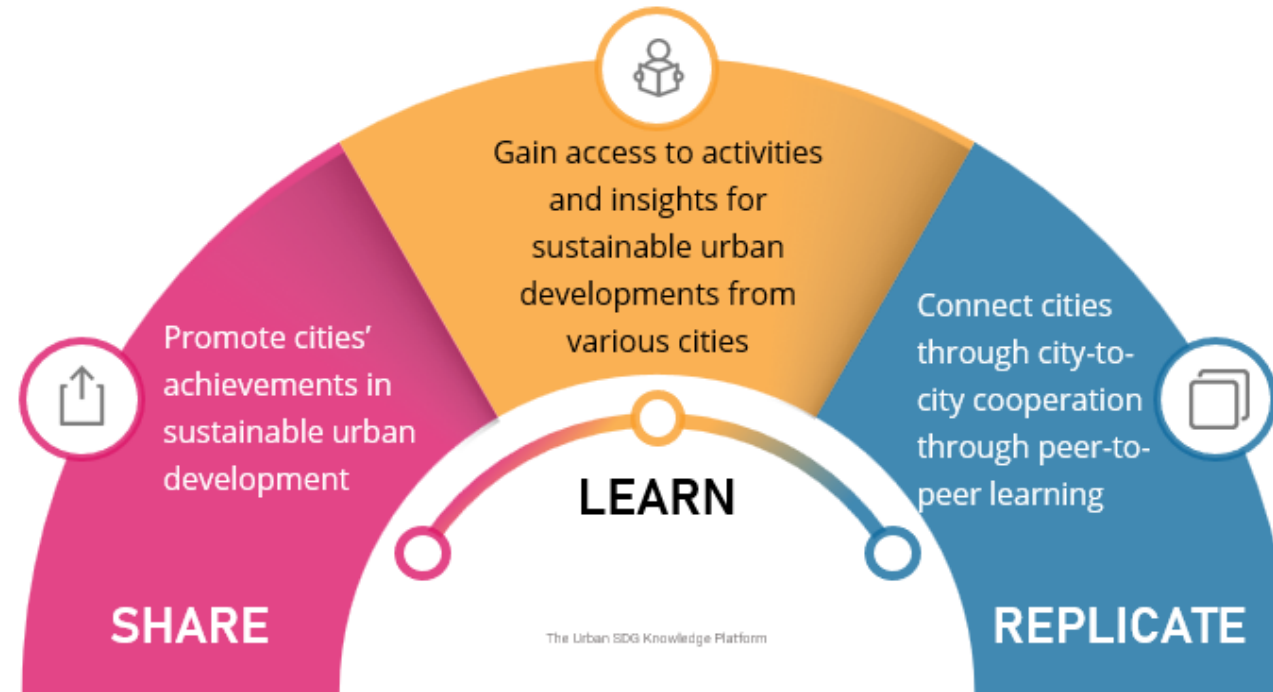 Promote cities’
achievements in
sustainable urban
development
SHARE
Gain access to activities
and insights for
sustainable urban
developments from
various cities
LEARN
Connect cities
through city-to-
city cooperation
through peer-to-
peer learning
REPLICATE
The Urban SDG Knowledge Platform